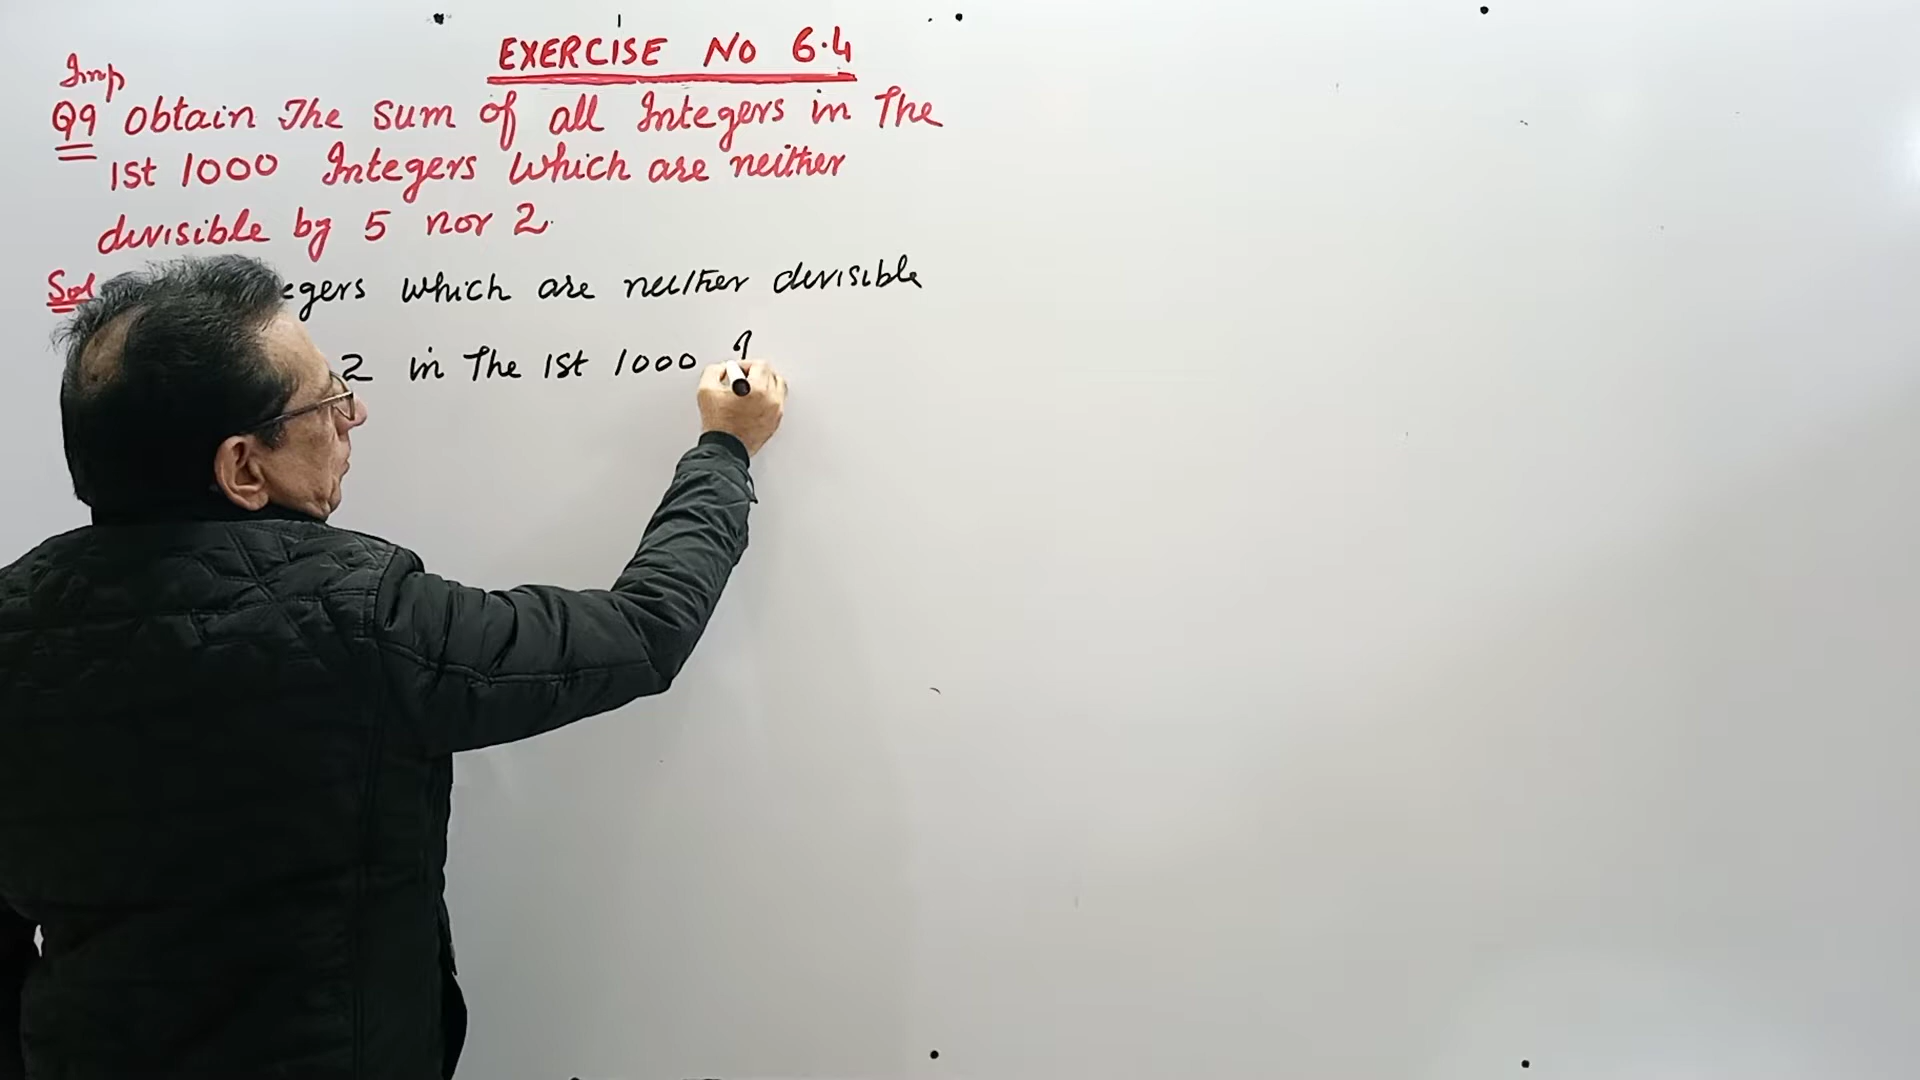 EXERCISE NO 6.4
Imp
Q9 obtain The Sum of all Integers in The
1st 1000 Integers Which are neither
divisible by 5 nor 2.
Sol egers which are neither divisible
2 in The 1st 1000